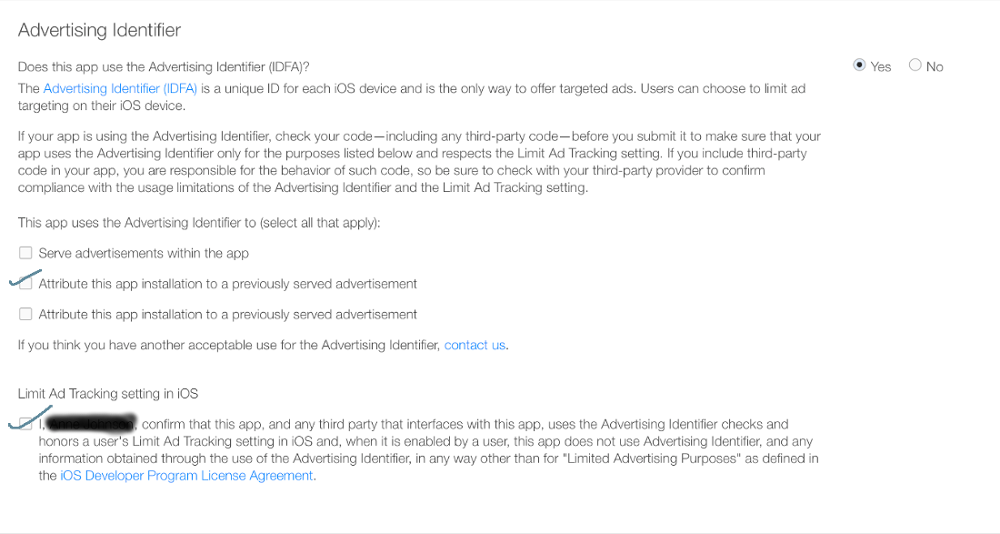 Advertising Identifier
Does this app use the Advertising Identifier (IDFA)?
Yes No
The Advertising Identifier (IDFA) is a unique ID for each iOS device and is the only way to offer targeted ads. Users can choose to limit ad
targeting on their iOS device.
If your app is using the Advertising Identifier, check your code—including any third-party code—before you submit it to make sure that your
app uses the Advertising Identifier only for the purposes listed below and respects the Limit Ad Tracking setting. If you include third-party
code in your app, you are responsible for the behavior of such code, so be sure to check with your third-party provider to confirm
compliance with the usage limitations of the Advertising Identifier and the Limit Ad Tracking setting.
This app uses the Advertising Identifier to (select all that apply):
Serve advertisements within the app
Attribute this app installation to a previously served advertisement
Attribute this app installation to a previously served advertisement
If you think you have another acceptable use for the Advertising Identifier, contact us.
Limit Ad Tracking setting in iOS
I, , confirm that this app, and any third party that interfaces with this app, uses the Advertising Identifier checks and
honors a user's Limit Ad Tracking setting in iOS and, when it is enabled by a user, this app does not use Advertising Identifier, and any
information obtained through the use of the Advertising Identifier, in any way other than for "Limited Advertising Purposes" as defined in
the iOS Developer Program License Agreement.